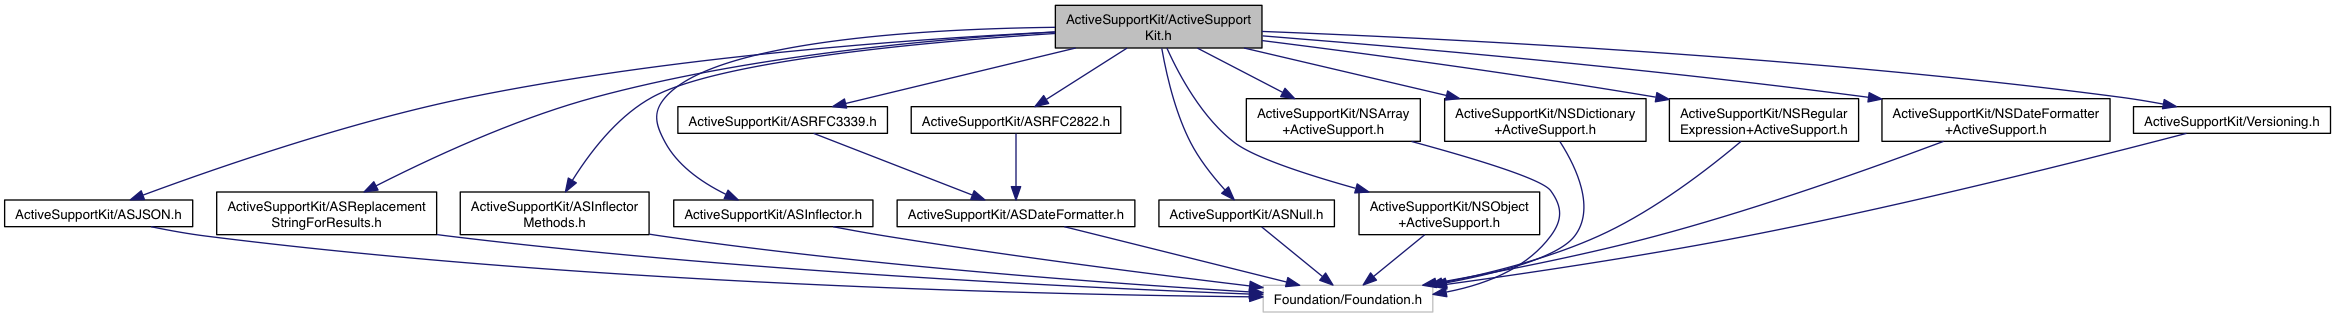 ActiveSupportKit/ActiveSupport
Kit.h
ActiveSupportKit/ASRFC3339.h
ActiveSupportKit/ASRFC2822.h
ActiveSupportKit/NSArray
+ActiveSupport.h
ActiveSupportKit/NSDictionary
+ActiveSupport.h
ActiveSupportKit/NSRegular
Expression+ActiveSupport.h
ActiveSupportKit/NSDateFormatter
+ActiveSupport.h
ActiveSupportKit/Versioning.h
ActiveSupportKit/ASJSON.h
ActiveSupportKit/ASReplacement
StringForResults.h
ActiveSupportKit/ASInflector
Methods.h
ActiveSupportKit/ASInflector.h
ActiveSupportKit/ASDateFormatter.h
ActiveSupportKit/ASNull.h
ActiveSupportKit/NSObject
+ActiveSupport.h
Foundation/Foundation.h